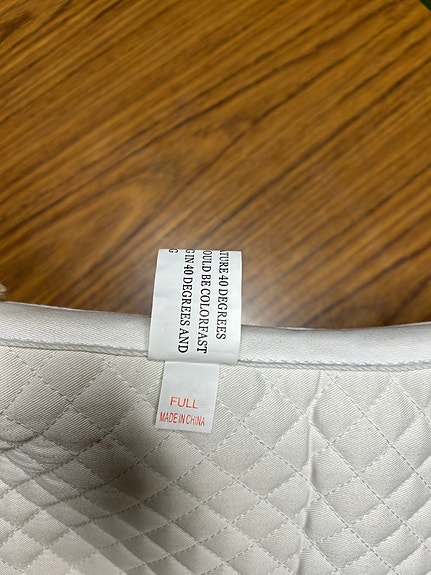 TURE 40 DEGREES
OULD BE COLORFAST
G IN 40 DEGREES AND
G
FULL
MADE IN CHINA